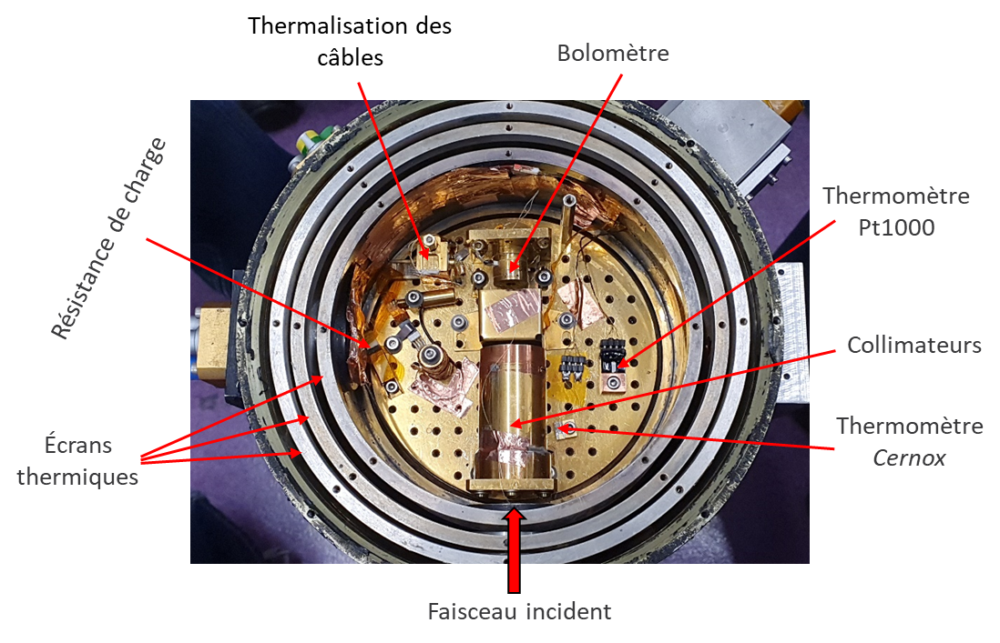 Thermalisation des
câbles
Bolomètre
Résistance de charge
Thermomètre
Pt1000
Collimateurs
Thermomètre
Cernox
Écrans
thermiques
Faisceau incident